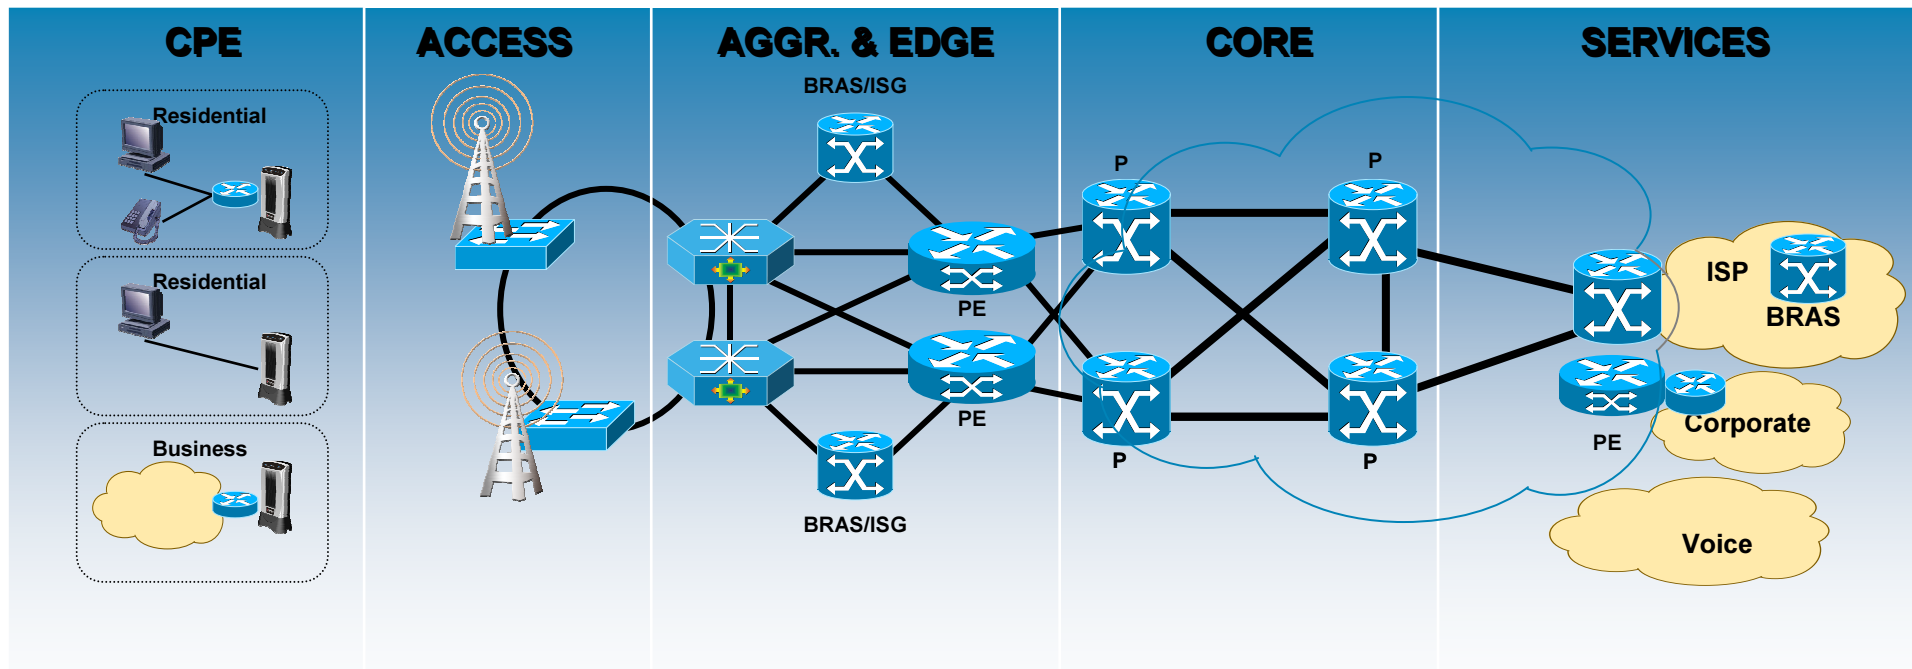 CPE
ACCESS
AGGR. & EDGE
CORE
SERVICES
Residential
Residential
Business
BRAS/ISG
PE
PE
BRAS/ISG
P
P
P
P
ISP
BRAS
PE
Corporate
Voice